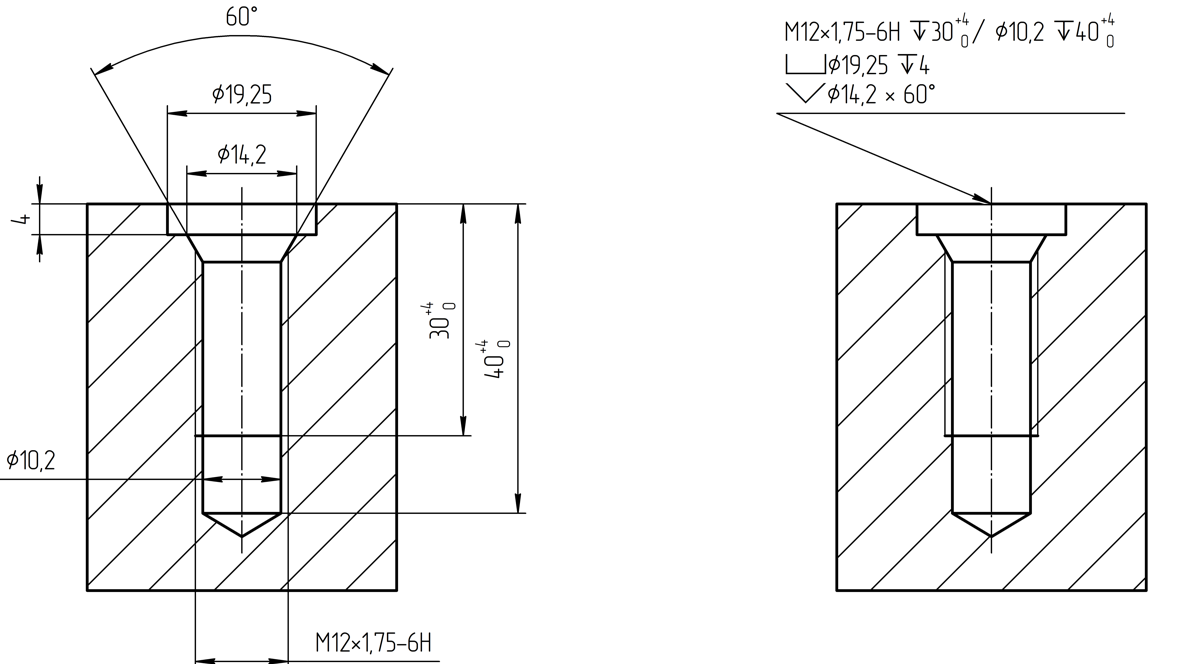 60°
⌀19,25
⌀14,2
4
30 +4 0
40 +4 0
⌀10,2
M12×1,75–6H
M12×1,75–6H ↧30 +4 0 / ⌀10,2 ↧40 +4 0
⌴⌀19,25 ↧4
⌵⌀14,2 × 60°